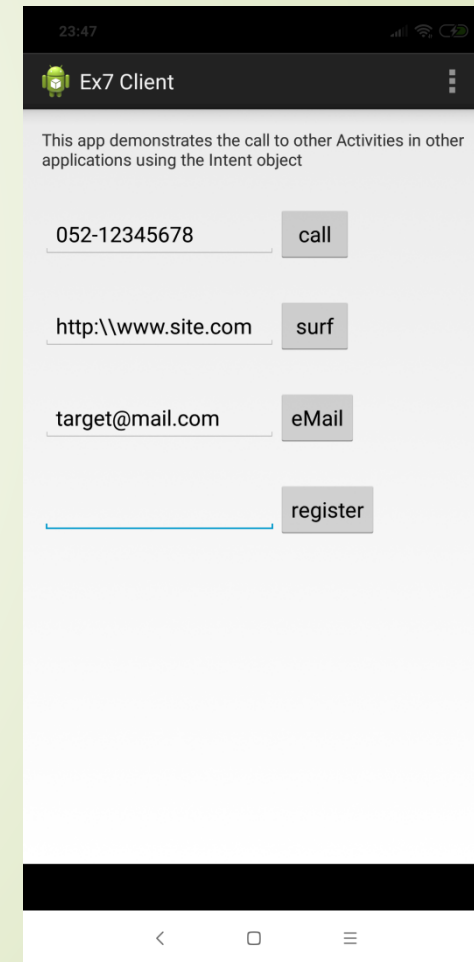 23:47
Ex7 Client
This app demonstrates the call to other Activities in other
applications using the Intent object
052-12345678 call
http:\\www.site.com surf
target@mail.com eMail
register